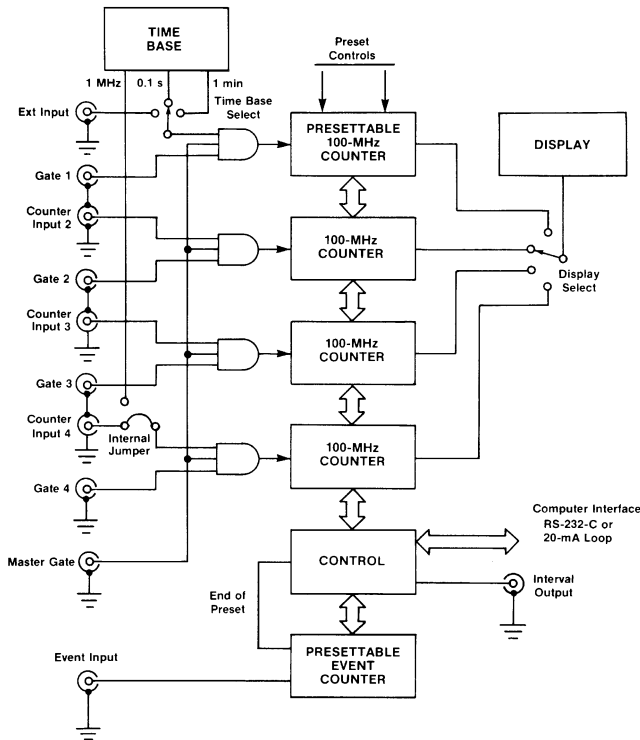 TIME
BASE
1 MHz
0.1 s
1 min
Preset
Controls
Ext Input
Time Base
Select
PRESETTABLE
100-MHz
COUNTER
DISPLAY
Gate 1
Counter
Input 2
100-MHz
COUNTER
Display
Select
Gate 2
Counter
Input 3
100-MHz
COUNTER
Gate 3
Counter
Input 4
Internal
Jumper
100-MHz
COUNTER
Gate 4
Computer Interface
RS-232-C or
20-mA Loop
Master Gate
CONTROL
Interval
Output
End of
Preset
Event Input
PRESETTABLE
EVENT
COUNTER